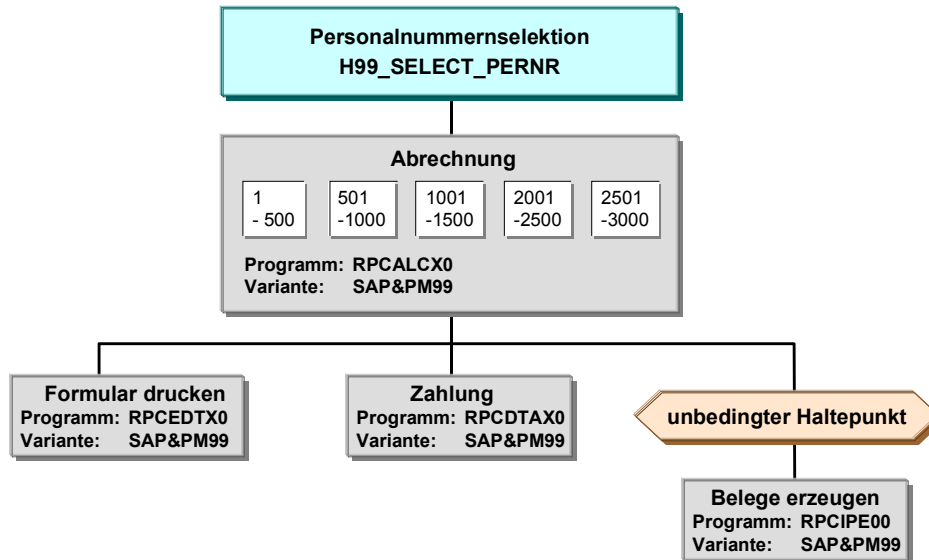 Personalnummernselektion
H99_SELECT_PERNR
Abrechnung
1
- 500
501
-1000
1001
-1500
2001
-2500
2501
-3000
Programm: RPCALCX0
Variante: SAP&PM99
Formular drucken
Programm: RPCEDTX0
Variante: SAP&PM99
Zahlung
Programm: RPCDTAX0
Variante: SAP&PM99
unbedingter Haltepunkt
Belege erzeugen
Programm: RPCIPE00
Variante: SAP&PM99